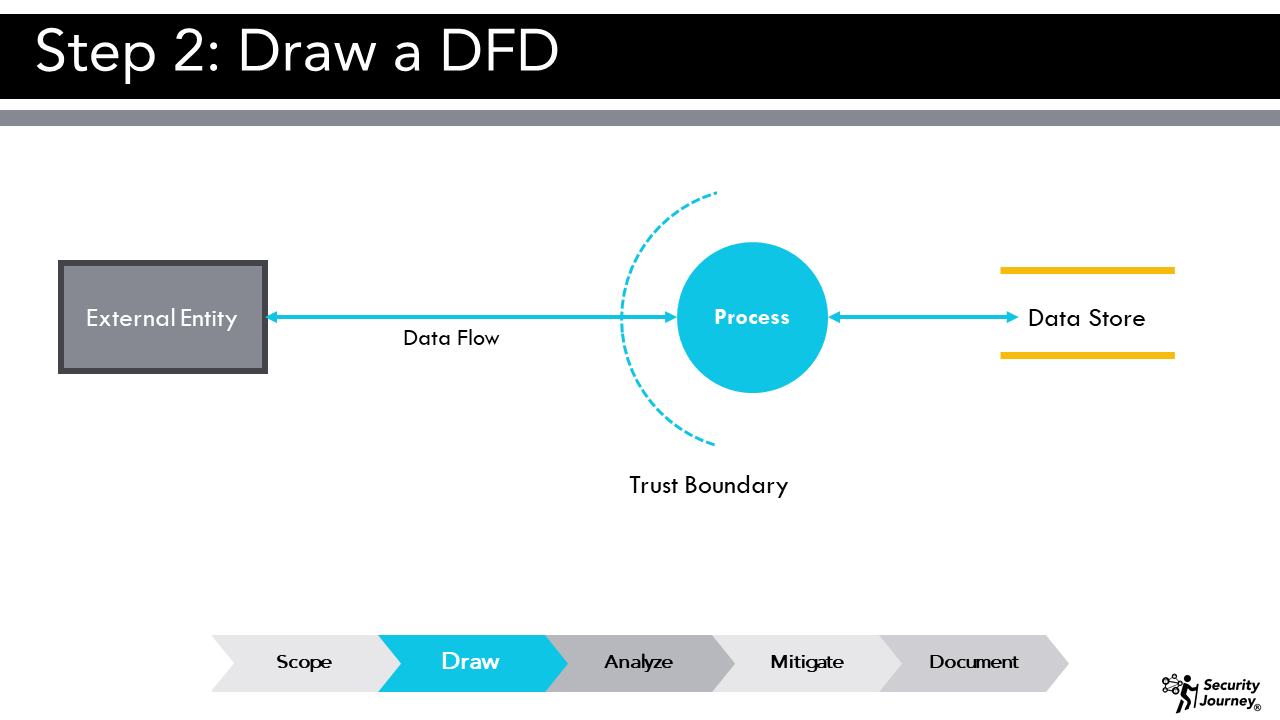 Step 2: Draw a DFD
External Entity
Data Flow
Process
Data Store
Trust Boundary
Scope
Draw
Analyze
Mitigate
Document
Security
Journey®